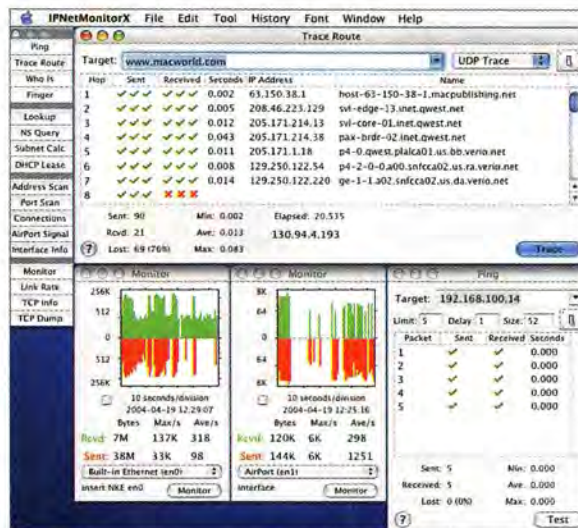 IPNetMonitorX File Edit Tool History Font Window Help
Ping
Trace Route
Who Is
Finger
Lookup
NS Query
Subnet Calc
DHCP Lease
Address Scan
Port Scan
Connections
AirPort Signal
Interface Info
Monitor
Link Rate
TCP Info
TCP Dump
Trace Route
Target: www.macworld.com UDP Trace
Hop Sent Received Seconds IP Address Name
1 0.002 63.150.38.1 host-63-150-38-1.macpublishing.net
2 0.005 208.46.223.129 svl-edge-13.inet.qwest.net
3 0.012 205.171.214.13 svl-core-01.inet.qwest.net
4 0.043 205.171.214.38 pax-brdr-02.inet.qwest.net
5 0.011 205.171.1.18 p4-0.qwest.plalca01.us.bb.verio.net
6 0.008 129.250.122.54 p4-2-0-0.a00.snfcca02.us.ra.verio.net
7 0.014 129.250.122.220 ge-1-1.a02.snfcca02.us.da.verio.net
8
Sent: 90 Min: 0.002 Elapsed: 20.535
Rcvd: 21 Ave: 0.013 130.94.4.193
Lost: 69 (76%) Max: 0.083
? Trace
Monitor
256K
512
0
512
256K
10 seconds/division
2004-04-19 12:29:07
Bytes Max/s Ave/s
Rcvd: 7M 137K 318
Sent: 38M 33K 98
Built-in Ethernet (en0)
insert NKE en0 Monitor
Monitor
8K
64
0
64
8K
10 seconds/division
2004-04-19 12:25:16
Bytes Max/s Ave/s
Rcvd: 120K 6K 298
Sent: 144K 6K 1251
AirPort (en1)
interface Monitor
Ping
Target: 192.168.100.14
Limit: 5 Delay: 1 Size: 52
Packet Sent Received Seconds
1 0.000
2 0.000
3 0.000
4 0.000
5 0.000
Sent: 5 Min: 0.000
Received: 5 Ave: 0.000
Lost: 0 (0%) Max: 0.000
? Test